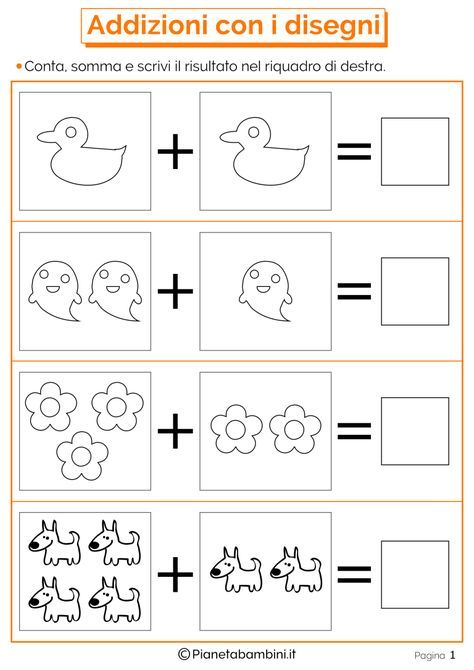 Addizioni con i disegni
• Conta, somma e scrivi il risultato nel riquadro di destra.
+ =
+ =
+ =
+ =
©Pianetabambini.it
Pagina 1